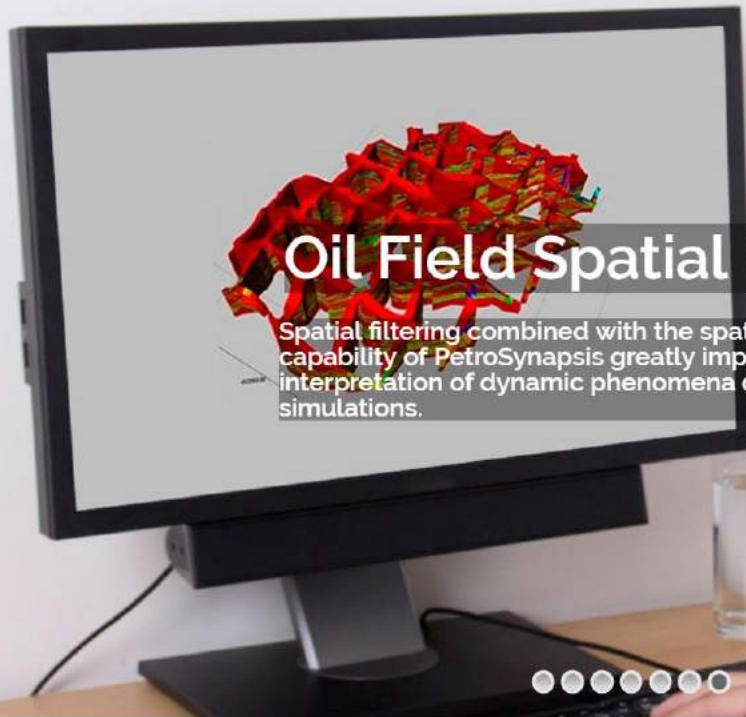 Oil Field Spatial
Spatial filtering combined with the
capability of PetroSynapsis greatly
interpretation of dynamic phenomena
simulations.